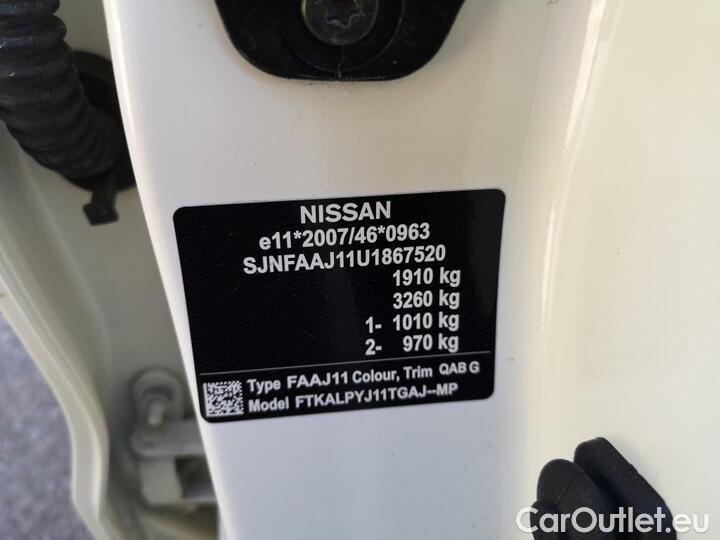 NISSAN
e11*2007/46*0963
SJNFAAJ11U1867520
1910 kg
3260 kg
1- 1010 kg
2- 970 kg
Type FAAJ11 Colour, Trim QAB G
Model FTKALPYJ11TGAJ--MP
CarOutlet.eu